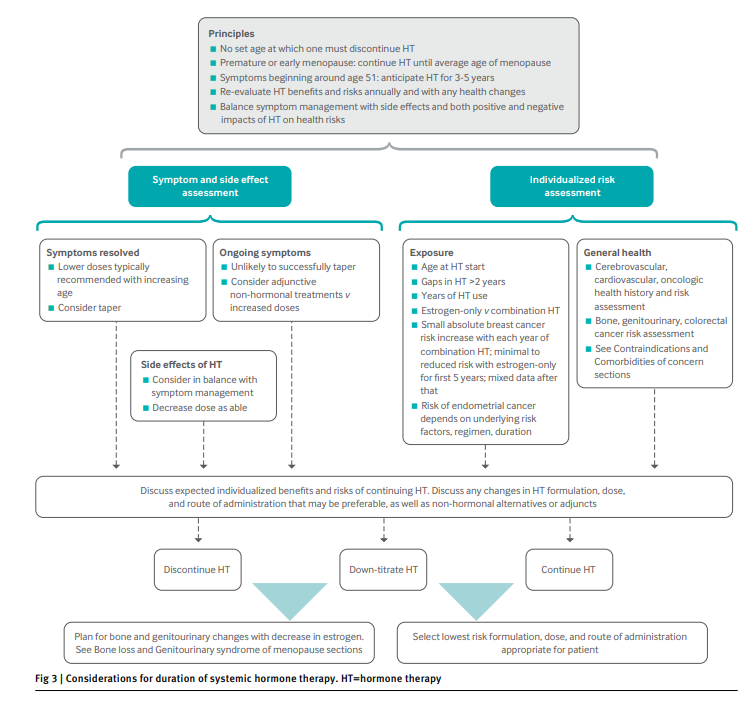 Principles
No set age at which one must discontinue HT
Premature or early menopause: continue HT until average age of menopause
Symptoms beginning around age 51: anticipate HT for 3-5 years
Re-evaluate HT benefits and risks annually and with any health changes
Balance symptom management with side effects and both positive and negative
impacts of HT on health risks
Symptom and side effect
assessment
Individualized risk
assessment
Symptoms resolved
Lower doses typically
recommended with increasing
age
Consider taper
Ongoing symptoms
Unlikely to successfully taper
Consider adjunctive
non-hormonal treatments v
increased doses
Side effects of HT
Consider in balance with
symptom management
Decrease dose as able
Exposure
Age at HT start
Gaps in HT >2 years
Years of HT use
Estrogen-only v combination HT
Small absolute breast cancer
risk increase with each year of
combination HT; minimal to
reduced risk with estrogen-only
for first 5 years; mixed data after
that
Risk of endometrial cancer
depends on underlying risk
factors, regimen, duration
General health
Cerebrovascular,
cardiovascular, oncologic
health history and risk
assessment
Bone, genitourinary, colorectal
cancer risk assessment
See Contraindications and
Comorbidities of concern
sections
Discuss expected individualized benefits and risks of continuing HT. Discuss any changes in HT formulation, dose,
and route of administration that may be preferable, as well as non-hormonal alternatives or adjuncts
Discontinue HT
Down-titrate HT
Continue HT
Plan for bone and genitourinary changes with decrease in estrogen.
See Bone loss and Genitourinary syndrome of menopause sections
Select lowest risk formulation, dose, and route of administration
appropriate for patient
Fig 3 | Considerations for duration of systemic hormone therapy. HT=hormone therapy